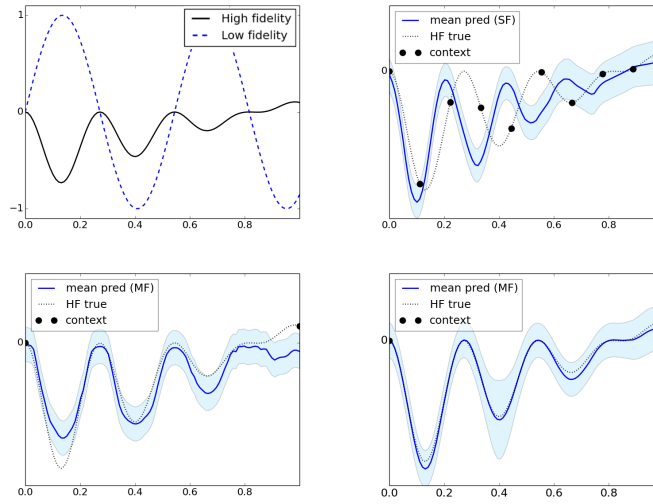 High fidelity
Low fidelity
1
0
−1
0.0 0.2 0.4 0.6 0.8
mean pred (SF)
HF true
context
0
0.0 0.2 0.4 0.6 0.8
mean pred (MF)
HF true
context
0
0.0 0.2 0.4 0.6 0.8
mean pred (SF)
HF true
context
0
0.0 0.2 0.4 0.6 0.8